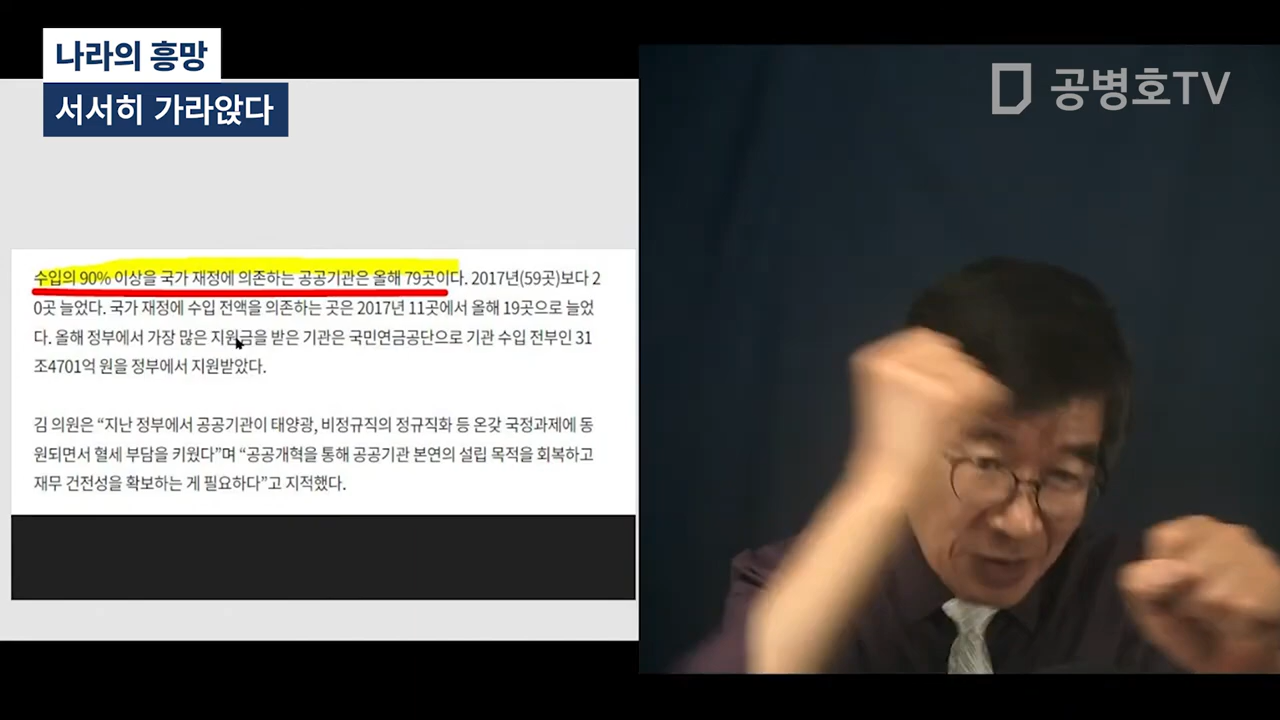 나라의 흥망
서서히 가라앉다
공병호TV
수입의 90% 이상을 국가 재정에 의존하는 공공기관은 올해 79곳이다. 2017년(59곳)보다 2
0곳 늘었다. 국가 재정에 수입 전액을 의존하는 곳은 2017년 11곳에서 올해 19곳으로 늘었
다. 올해 정부에서 가장 많은 지원금을 받은 기관은 국민연금공단으로 기관 수입 전부인 31
조4701억 원을 정부에서 지원받았다.
김 의원은 “지난 정부에서 공공기관이 태양광, 비정규직의 정규직화 등 온갖 국정과제에 동
원되면서 혈세 부담을 키웠다”며 “공공개혁을 통해 공공기관 본연의 설립 목적을 회복하고
재무 건전성을 확보하는 게 필요하다”고 지적했다.